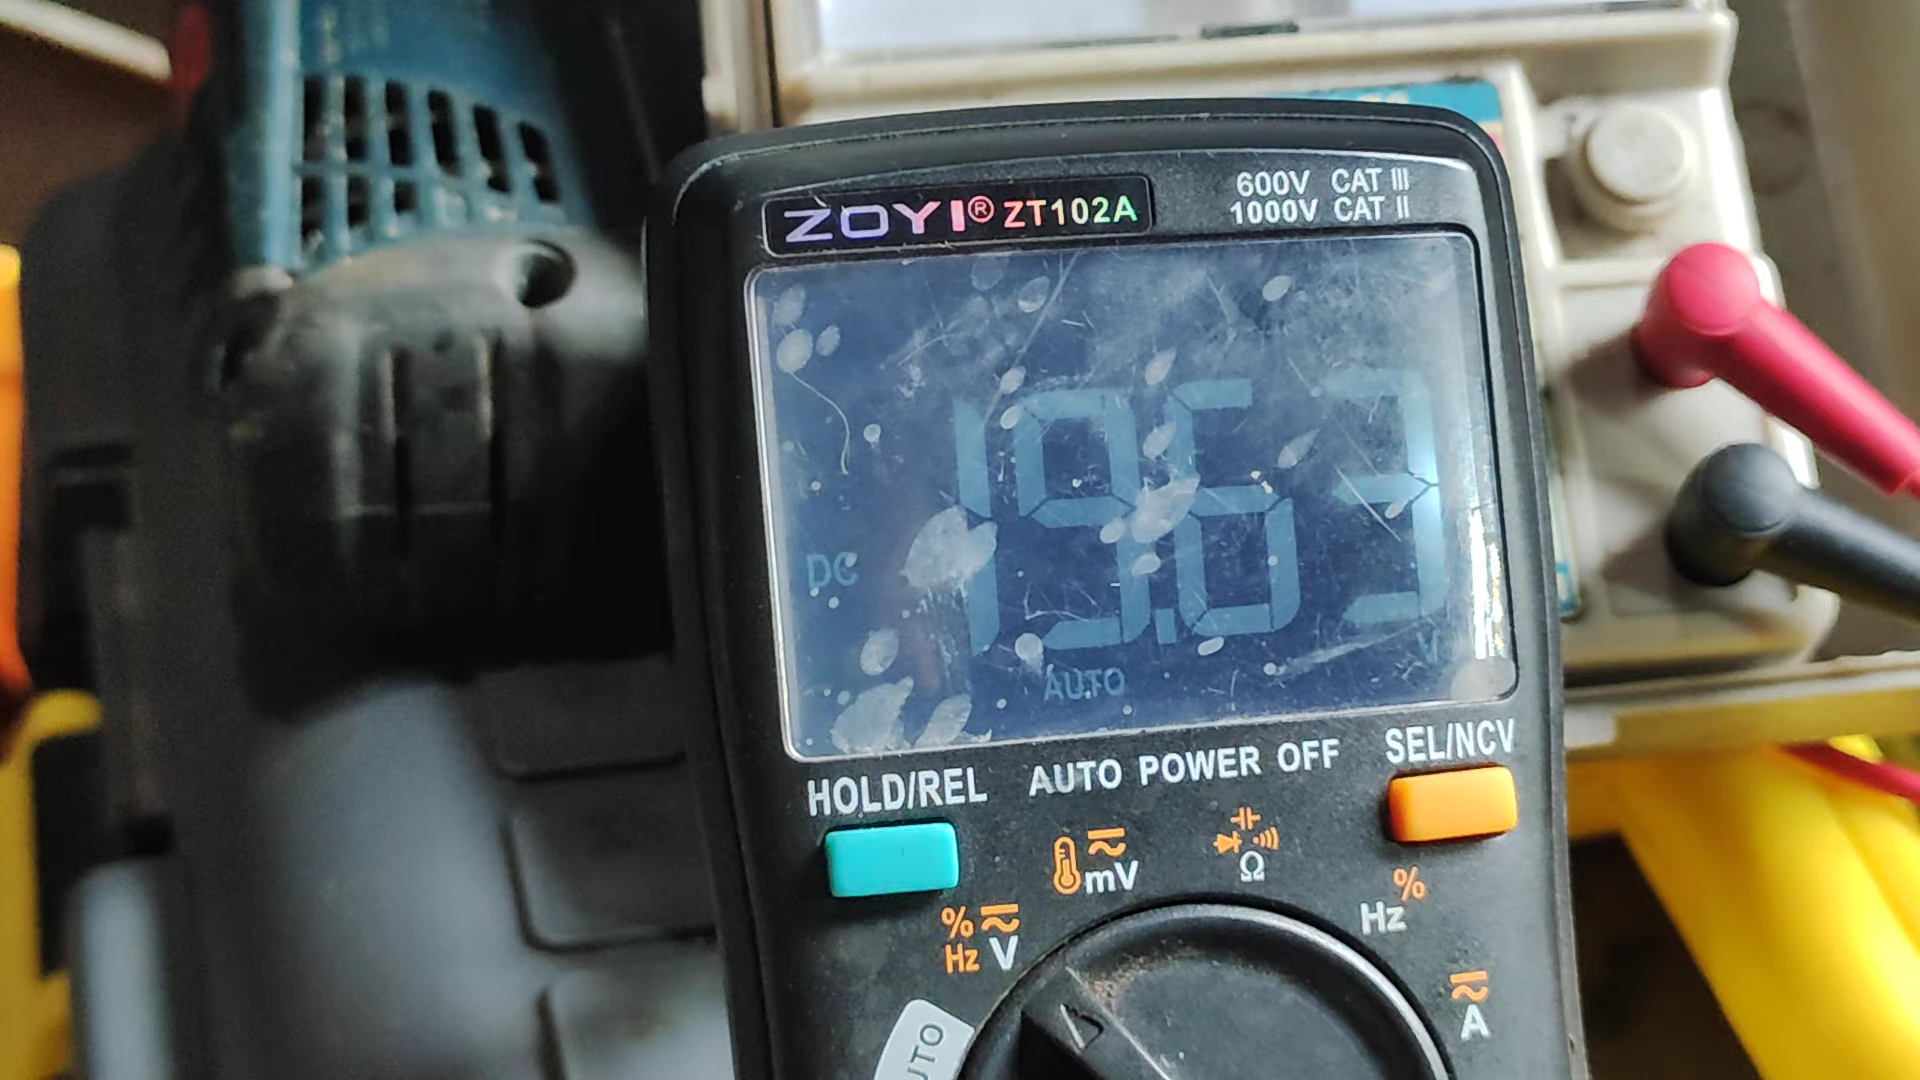 ZOYI® ZT102A
600V CAT III
1000V CAT II
19.63
DC
V
AUTO
HOLD/REL
AUTO POWER OFF
SEL/NCV
mV
Ω
%
Hz
%
Hz V
A